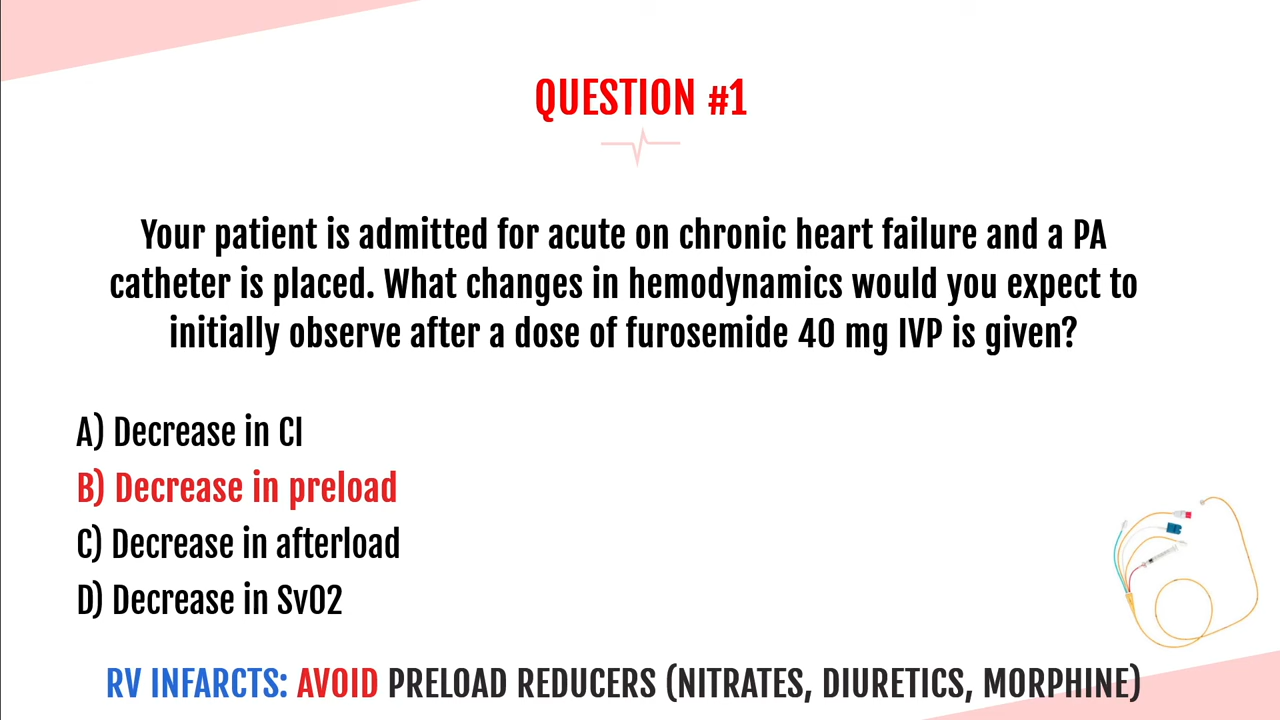 QUESTION #1
Your patient is admitted for acute on chronic heart failure and a PA
catheter is placed. What changes in hemodynamics would you expect to
initially observe after a dose of furosemide 40 mg IVP is given?
A) Decrease in CI
B) Decrease in preload
C) Decrease in afterload
D) Decrease in SvO2
RV INFARCTS: AVOID PRELOAD REDUCERS (NITRATES, DIURETICS, MORPHINE)